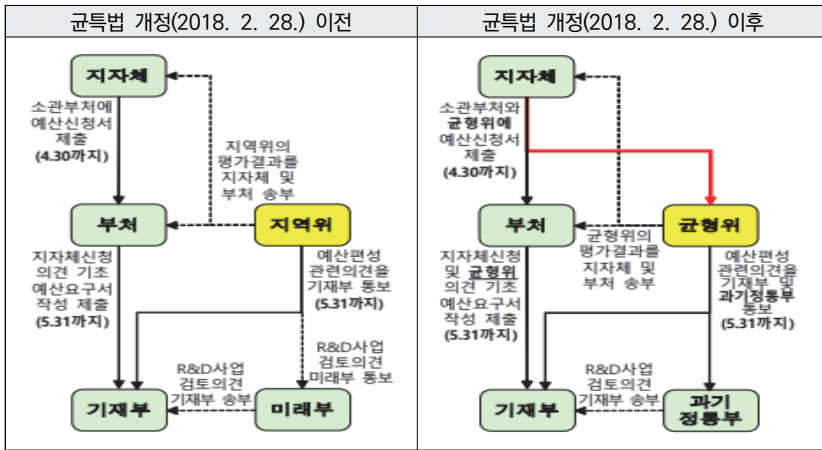 균특법 개정(2018. 2. 28.) 이전
지자체
소관부처에
예산신청서
제출
(4.30까지)
지역위의
평가결과를
지자체 및
부처 송부
부처
지역위
지자체신청
의견 기초
예산요구서
작성 제출
(5.31까지)
예산편성
관련의견을
기재부 통보
(5.31까지)
R&D사업
검토의견
미래부 통보
R&D사업
검토의견
기재부 송부
기재부
미래부
균특법 개정(2018. 2. 28.) 이후
지자체
소관부처와
균형위에
예산신청서
제출
(4.30까지)
부처
균형위
균형위의
평가결과를
지자체 및
부처 송부
지자체신청
및 균형위
의견 기초
예산요구서
작성 제출
(5.31까지)
예산편성
관련의견을
기재부 및
과기정통부
통보
(5.31까지)
R&D사업
검토의견
기재부 송부
기재부
과기
정통부